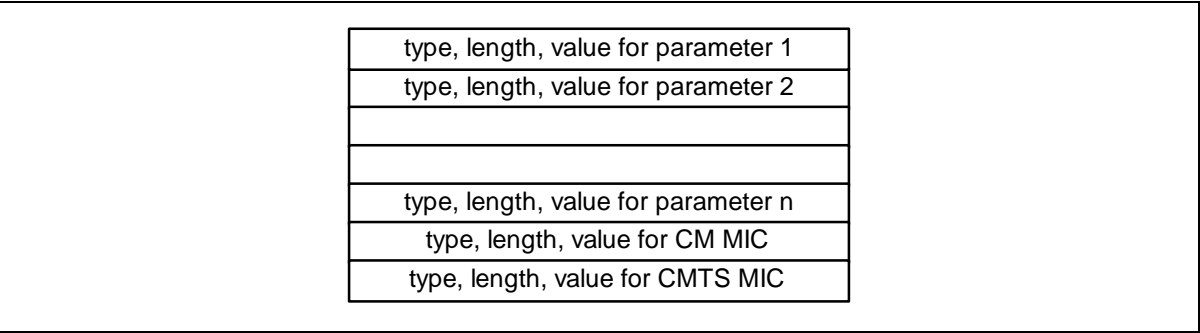 type, length, value for parameter 1
type, length, value for parameter 2
type, length, value for parameter n
type, length, value for CM MIC
type, length, value for CMTS MIC